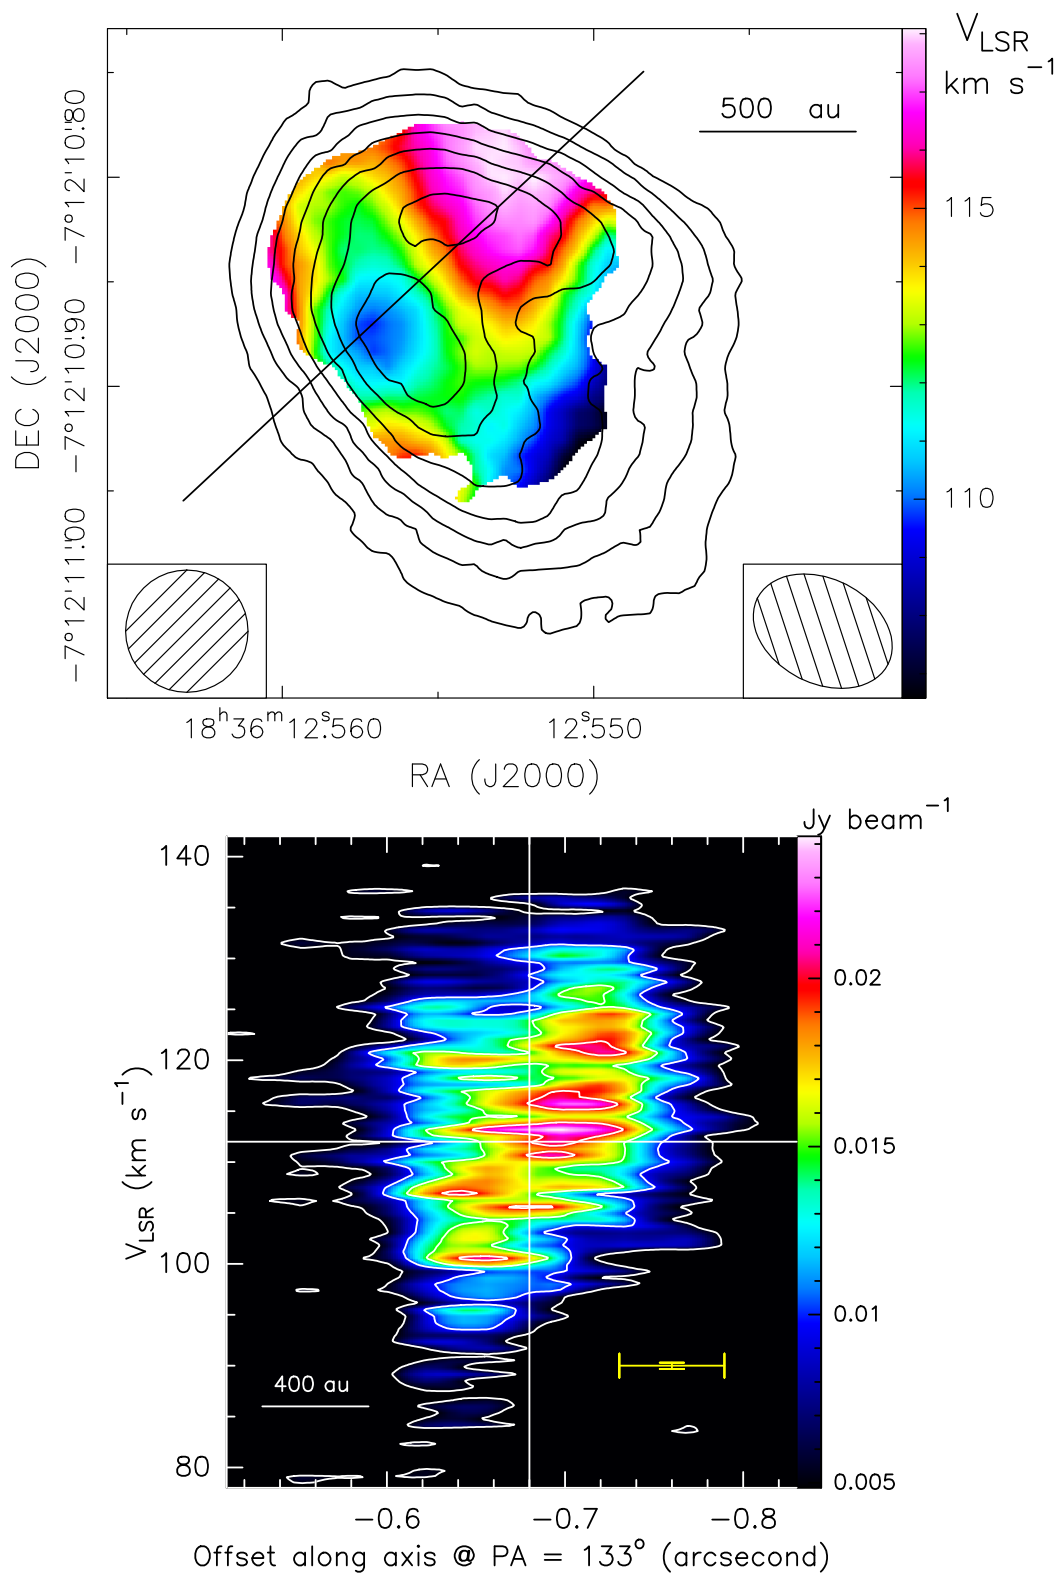 V_LSR
km s^−1
500 au
−7°12'10".80
115
DEC (J2000)
−7°12'10".90
110
−7°12'11".00
18^h36^m12^s.560
12^s.550
RA (J2000)
Jy beam^−1
140
0.02
120
V_LSR (km s^−1)
0.015
100
0.01
400 au
80
0.005
−0.6
−0.7
−0.8
Offset along axis @ PA = 133° (arcsecond)